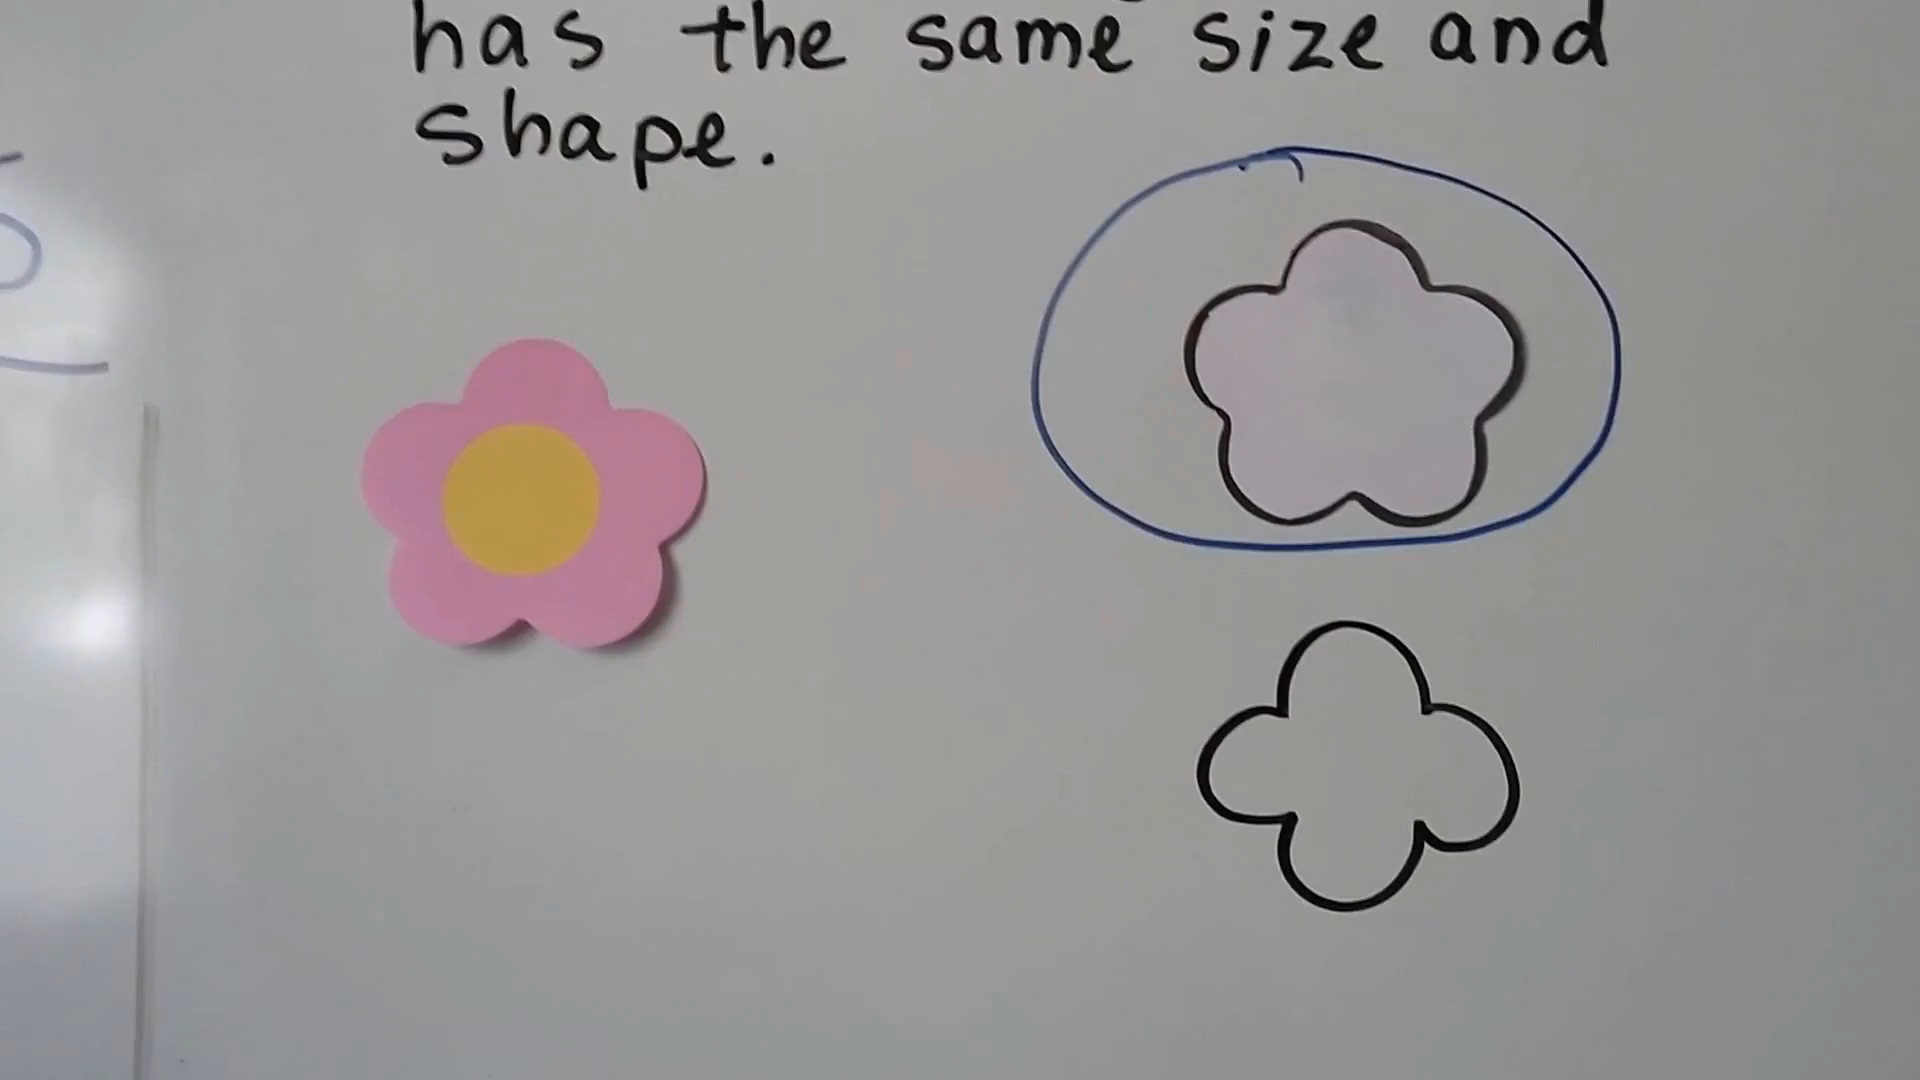 has the same size and
shape.